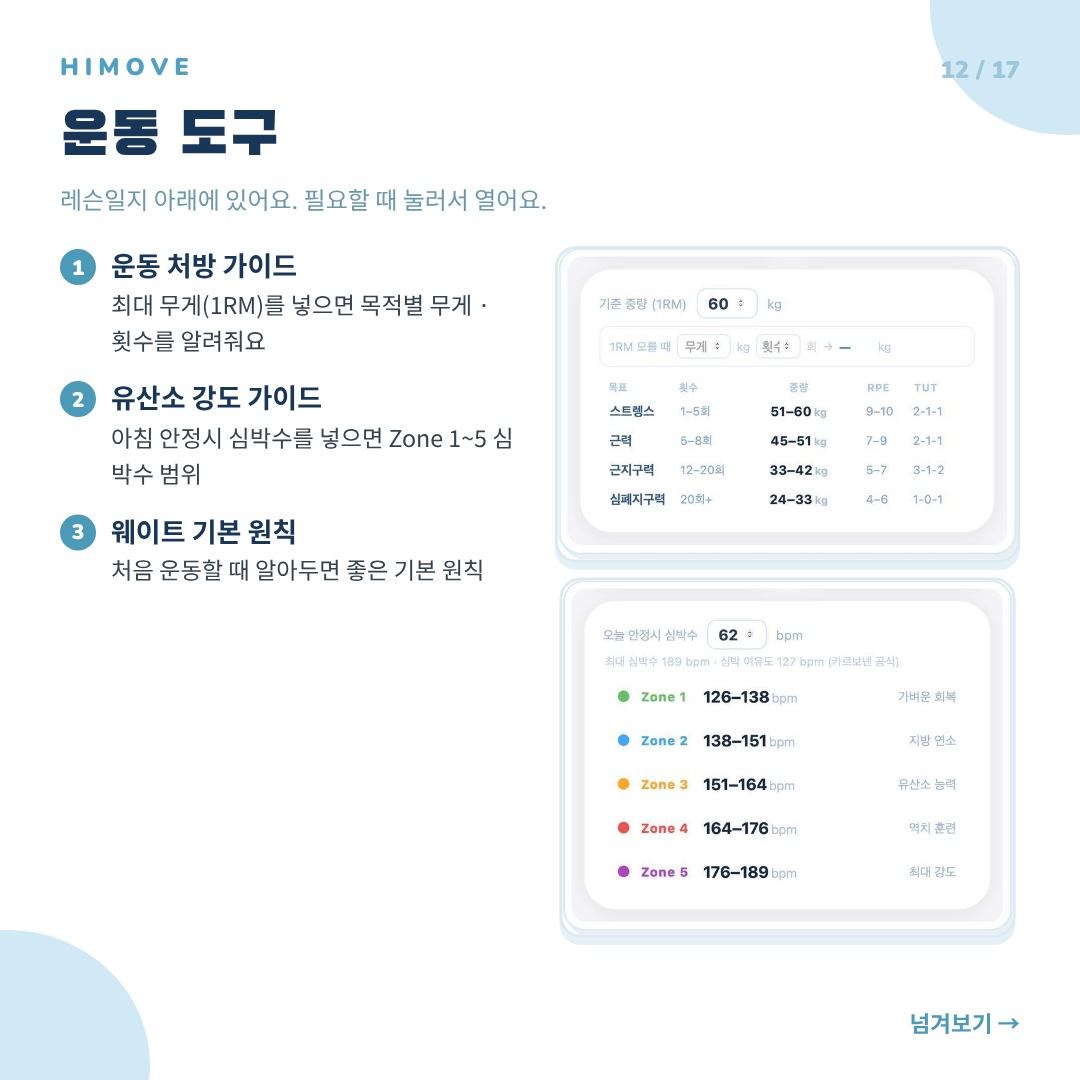 HIMOVE
12 / 17
운동 도구
레슨일지 아래에 있어요. 필요할 때 눌러서 열어요.
1 운동 처방 가이드
최대 무게(1RM)를 넣으면 목적별 무게 ·
횟수를 알려줘요
2 유산소 강도 가이드
아침 안정시 심박수를 넣으면 Zone 1~5 심
박수 범위
3 웨이트 기본 원칙
처음 운동할 때 알아두면 좋은 기본 원칙
기준 중량 (1RM) 60 kg
1RM 모를 때 무게 kg 횟수 회 → — kg
목표 횟수 중량 RPE TUT
스트렝스 1–5회 51–60 kg 9–10 2-1-1
근력 5–8회 45–51 kg 7–9 2-1-1
근지구력 12–20회 33–42 kg 5–7 3-1-2
심폐지구력 20회+ 24–33 kg 4–6 1-0-1
오늘 안정시 심박수 62 bpm
최대 심박수 189 bpm · 심박 여유도 127 bpm (카르보넨 공식)
Zone 1 126–138 bpm 가벼운 회복
Zone 2 138–151 bpm 지방 연소
Zone 3 151–164 bpm 유산소 능력
Zone 4 164–176 bpm 역치 훈련
Zone 5 176–189 bpm 최대 강도
넘겨보기 →